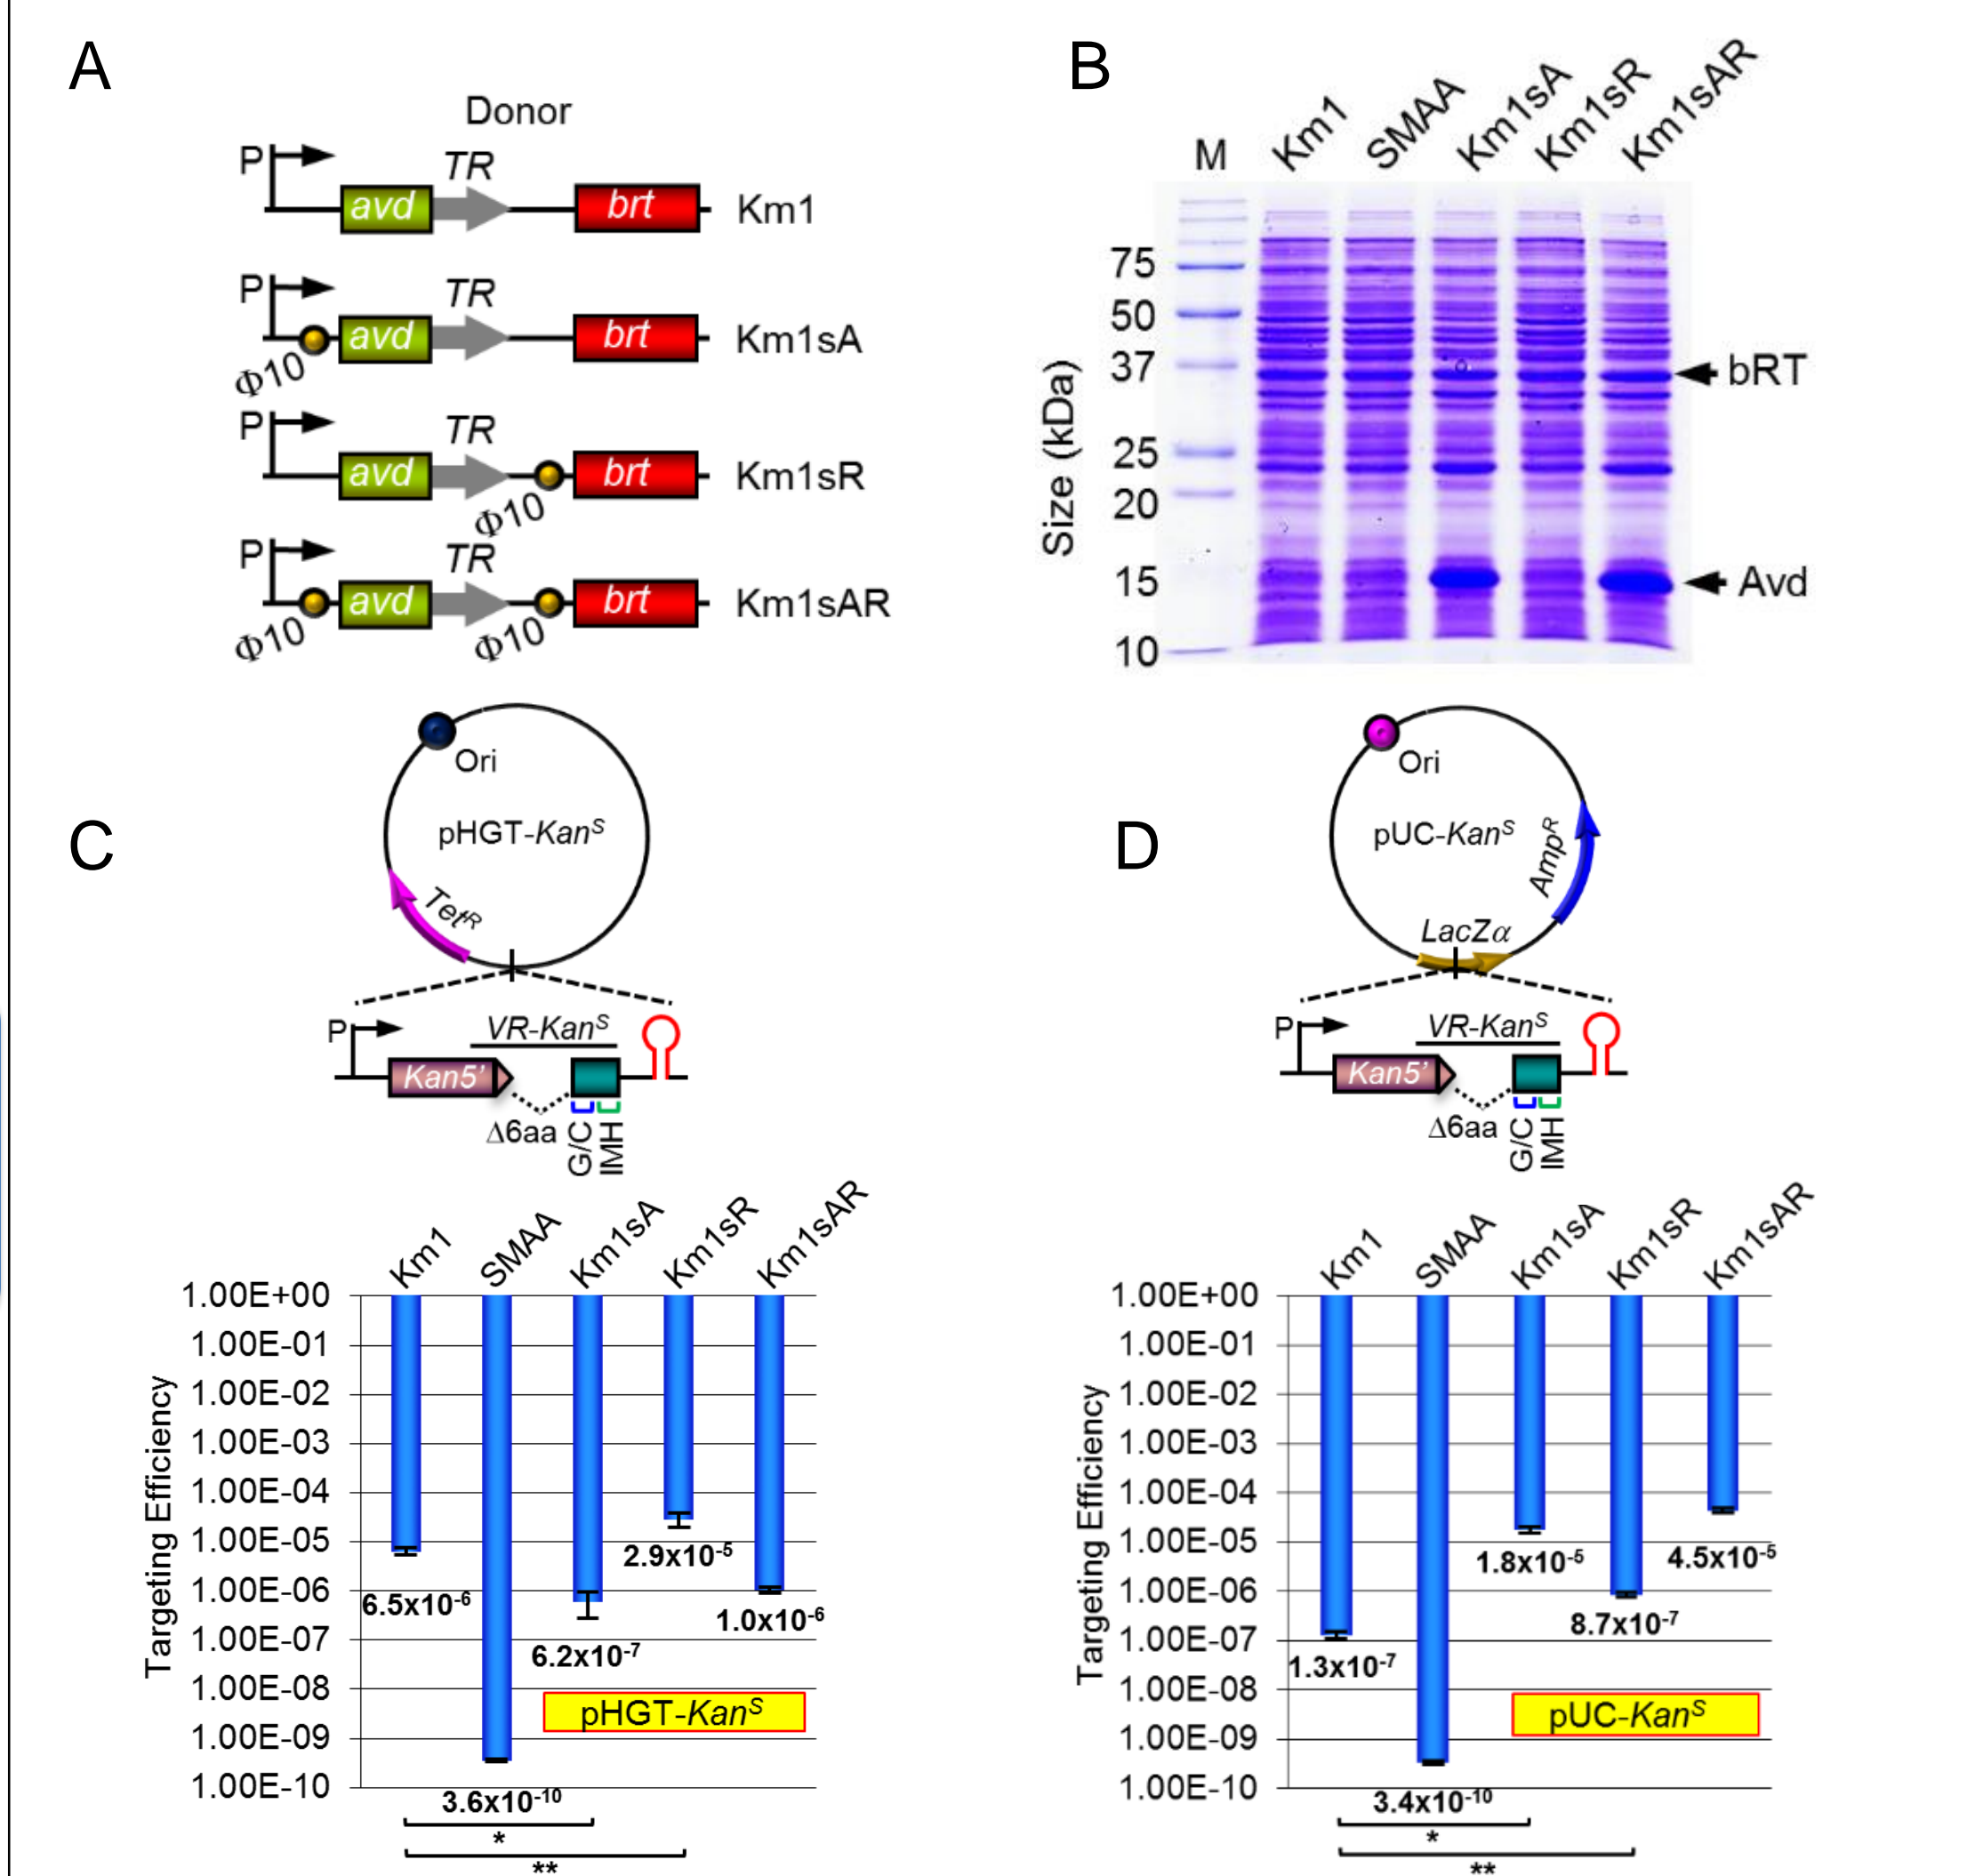 A
Donor
P TR
avd brt Km1
P TR
avd brt Km1sA
Φ10
P TR
avd brt Km1sR
Φ10
P TR
avd brt Km1sAR
Φ10 Φ10
B
M Km1 SMAA Km1sA Km1sR Km1sAR
Size (kDa)
75
50
37
25
20
15
10
bRT
Avd
C
Ori
pHGT-Kan^S
Tet^R
P VR-Kan^S
Kan5’
Δ6aa G/C IMH
Km1 SMAA Km1sA Km1sR Km1sAR
Targeting Efficiency
1.00E+00
1.00E-01
1.00E-02
1.00E-03
1.00E-04
1.00E-05
1.00E-06
1.00E-07
1.00E-08
1.00E-09
1.00E-10
6.5x10^-6
3.6x10^-10
6.2x10^-7
2.9x10^-5
1.0x10^-6
pHGT-Kan^S
*
**
D
Ori
pUC-Kan^S
Amp^R
LacZα
P VR-Kan^S
Kan5’
Δ6aa G/C IMH
Km1 SMAA Km1sA Km1sR Km1sAR
Targeting Efficiency
1.00E+00
1.00E-01
1.00E-02
1.00E-03
1.00E-04
1.00E-05
1.00E-06
1.00E-07
1.00E-08
1.00E-09
1.00E-10
1.3x10^-7
3.4x10^-10
1.8x10^-5
8.7x10^-7
4.5x10^-5
pUC-Kan^S
*
**